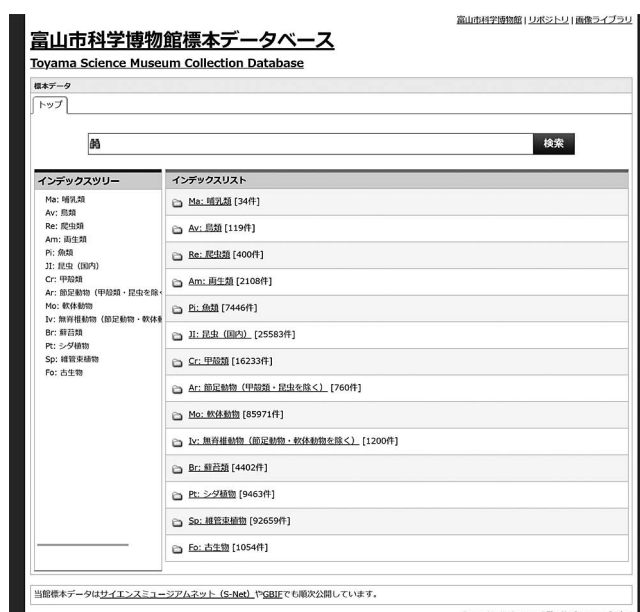 富山市科学博物館 | リポジトリ | 画像ライブラリ
富山市科学博物館標本データベース
Toyama Science Museum Collection Database
標本データ
トップ
検索
インデックスツリー
Ma: 哺乳類
Av: 鳥類
Re: 爬虫類
Am: 両生類
Pi: 魚類
JI: 昆虫（国内）
Cr: 甲殻類
Ar: 節足動物（甲殻類・昆虫を除く
Mo: 軟体動物
Iv: 無脊椎動物（節足動物・軟体動
Br: 蘚苔類
Pt: シダ植物
Sp: 維管束植物
Fo: 古生物
インデックスリスト
Ma: 哺乳類 [34件]
Av: 鳥類 [119件]
Re: 爬虫類 [400件]
Am: 両生類 [2108件]
Pi: 魚類 [7446件]
JI: 昆虫（国内） [25583件]
Cr: 甲殻類 [16233件]
Ar: 節足動物（甲殻類・昆虫を除く） [760件]
Mo: 軟体動物 [85971件]
Iv: 無脊椎動物（節足動物・軟体動物を除く） [1200件]
Br: 蘚苔類 [4402件]
Pt: シダ植物 [9463件]
Sp: 維管束植物 [92659件]
Fo: 古生物 [1054件]
当館標本データはサイエンスミュージアムネット（S-Net）やGBIFでも順次公開しています。